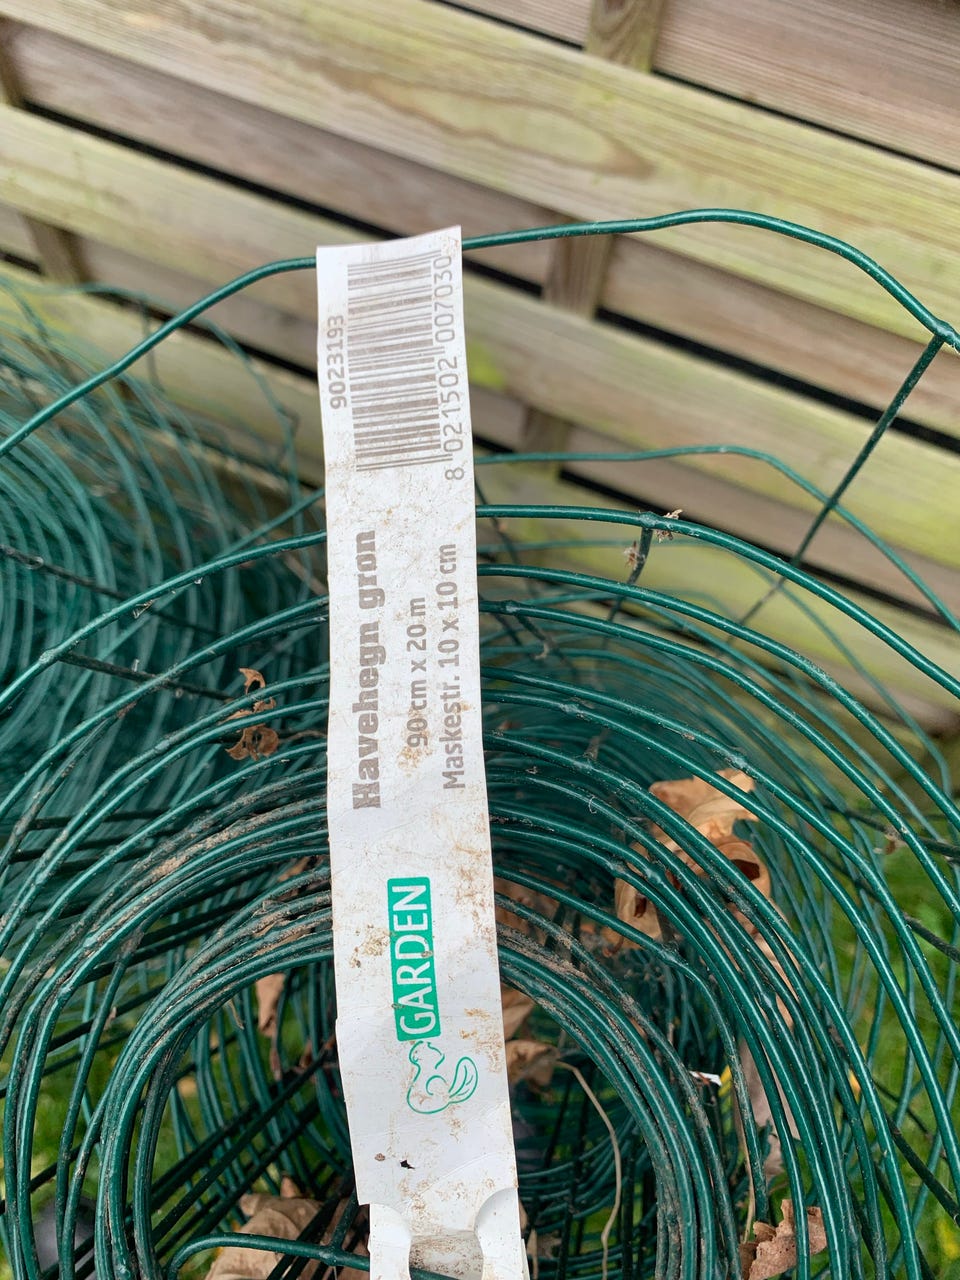 9023193
8 021502 007030
Havehegn grøn
90 cm x 20 m
Maskestr. 10 x 10 cm
GARDEN